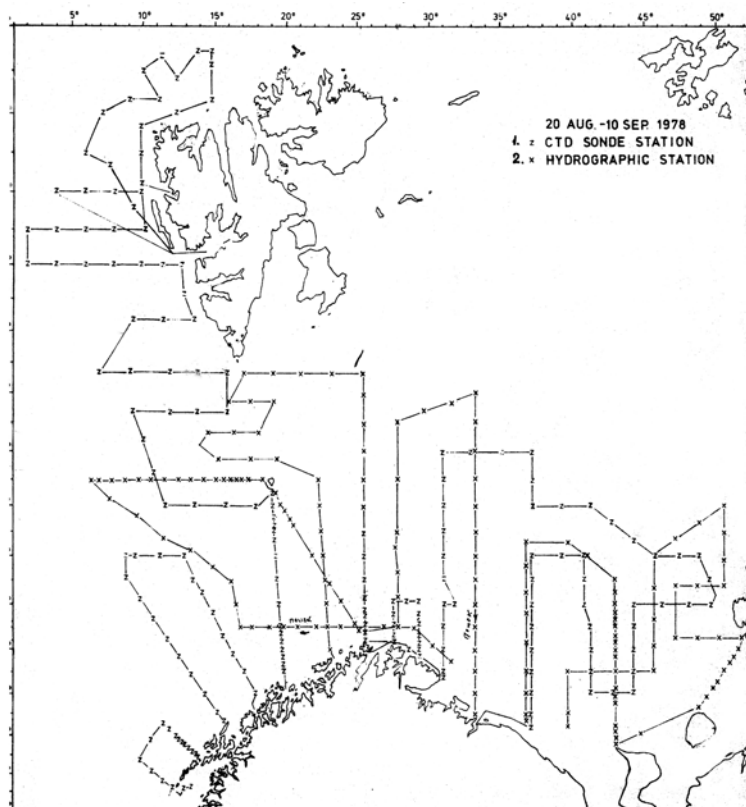 5° 10° 15° 20° 25° 30° 35° 40° 45° 50°
20 AUG.-10 SEP. 1978
1. z CTD SONDE STATION
2. x HYDROGRAPHIC STATION